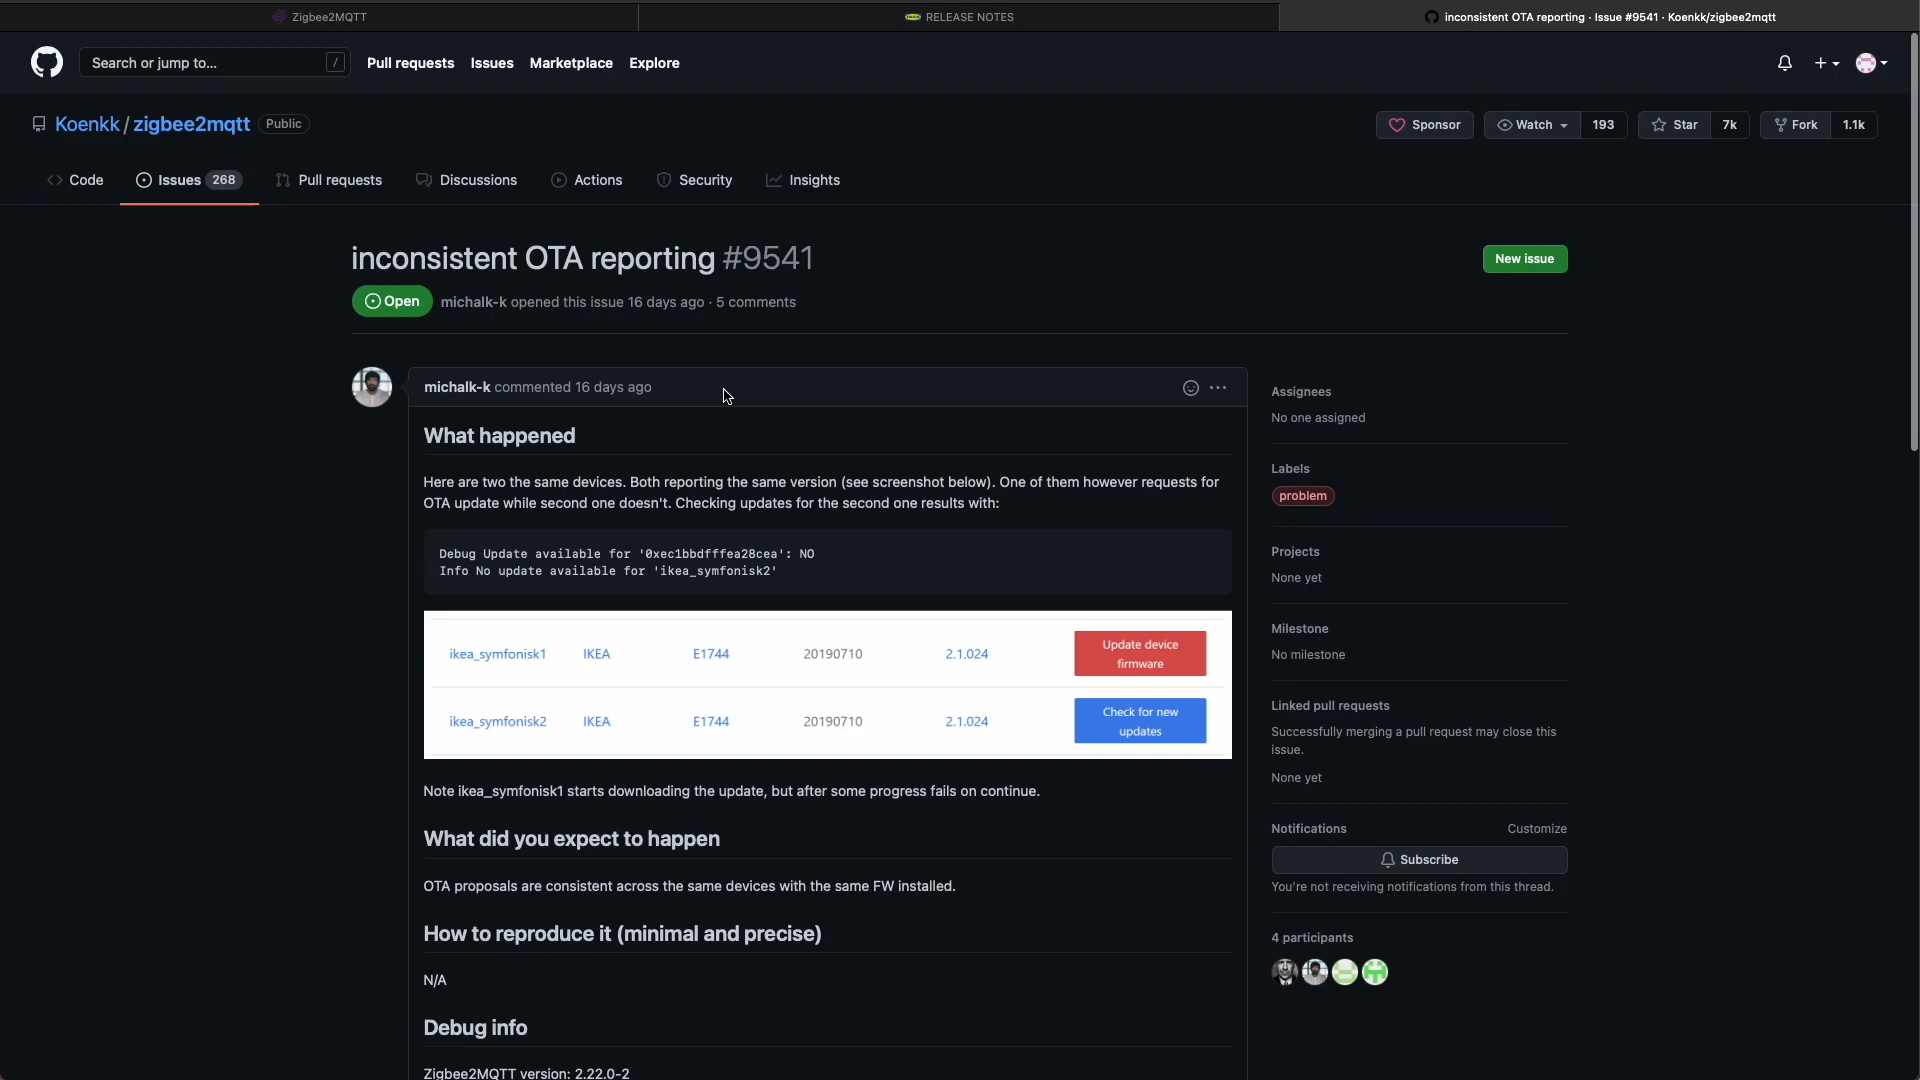 Zigbee2MQTT
RELEASE NOTES
inconsistent OTA reporting · Issue #9541 · Koenkk/zigbee2mqtt
Search or jump to...
/
Pull requests
Issues
Marketplace
Explore
Koenkk / zigbee2mqtt
Public
Sponsor
Watch
193
Star
7k
Fork
1.1k
Code
Issues 268
Pull requests
Discussions
Actions
Security
Insights
inconsistent OTA reporting #9541
New issue
Open
michalk-k opened this issue 16 days ago · 5 comments
michalk-k commented 16 days ago
What happened
Here are two the same devices. Both reporting the same version (see screenshot below). One of them however requests for
OTA update while second one doesn't. Checking updates for the second one results with:
Debug Update available for '0xec1bbdfffea28cea': NO
Info No update available for 'ikea_symfonisk2'
ikea_symfonisk1 IKEA E1744 20190710 2.1.024
Update device
firmware
ikea_symfonisk2 IKEA E1744 20190710 2.1.024
Check for new
updates
Note ikea_symfonisk1 starts downloading the update, but after some progress fails on continue.
What did you expect to happen
OTA proposals are consistent across the same devices with the same FW installed.
How to reproduce it (minimal and precise)
N/A
Debug info
Zigbee2MQTT version: 2.22.0-2
Assignees
No one assigned
Labels
problem
Projects
None yet
Milestone
No milestone
Linked pull requests
Successfully merging a pull request may close this
issue.
None yet
Notifications
Customize
Subscribe
You're not receiving notifications from this thread.
4 participants